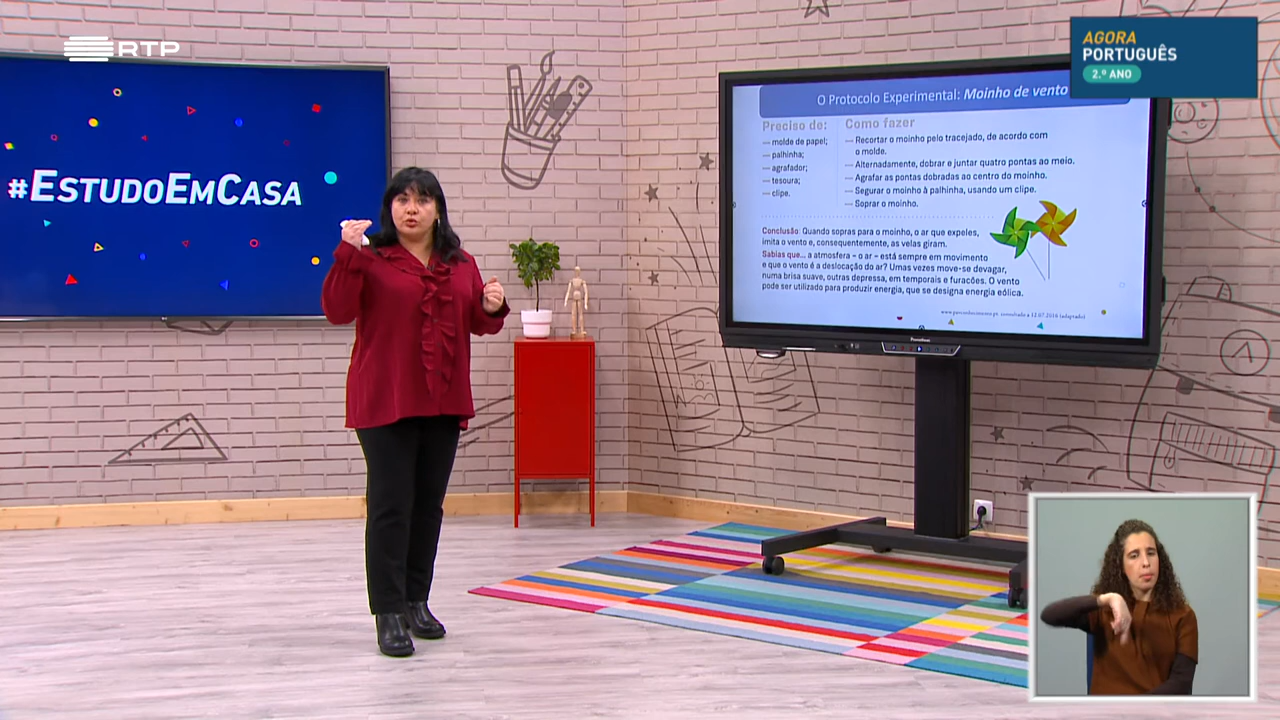 RTP
AGORA
PORTUGUÊS
2.º ANO
#ESTUDOEMCASA
O Protocolo Experimental: Moinho de vento
Preciso de:
— molde de papel;
— palhinha;
— agrafador;
— tesoura;
— clipe.
Como fazer
— Recortar o moinho pelo tracejado, de acordo com
o molde.
— Alternadamente, dobrar e juntar quatro pontas ao meio.
— Agrafar as pontas dobradas ao centro do moinho.
— Segurar o moinho à palhinha, usando um clipe.
— Soprar o moinho.
Conclusão: Quando sopras para o moinho, o ar que expeles,
imita o vento e, consequentemente, as velas giram.
Sabias que... a atmosfera – o ar – está sempre em movimento
e que o vento é a deslocação do ar? Umas vezes move-se devagar,
numa brisa suave, outras depressa, em temporais e furacões. O vento
pode ser utilizado para produzir energia, que se designa energia eólica.
consultado a 12.07.2016 (adaptado)